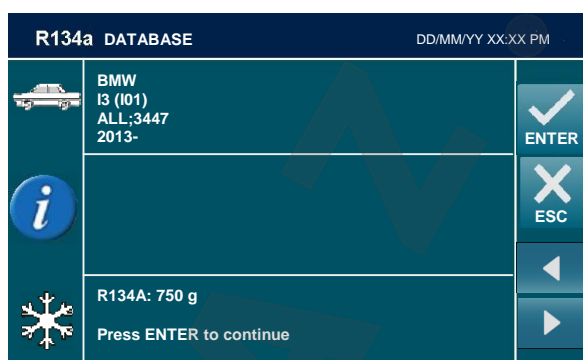 R134a DATABASE DD/MM/YY XX:XX PM
BMW
I3 (I01)
ALL;3447
2013-
ENTER
i
ESC
R134A: 750 g
Press ENTER to continue